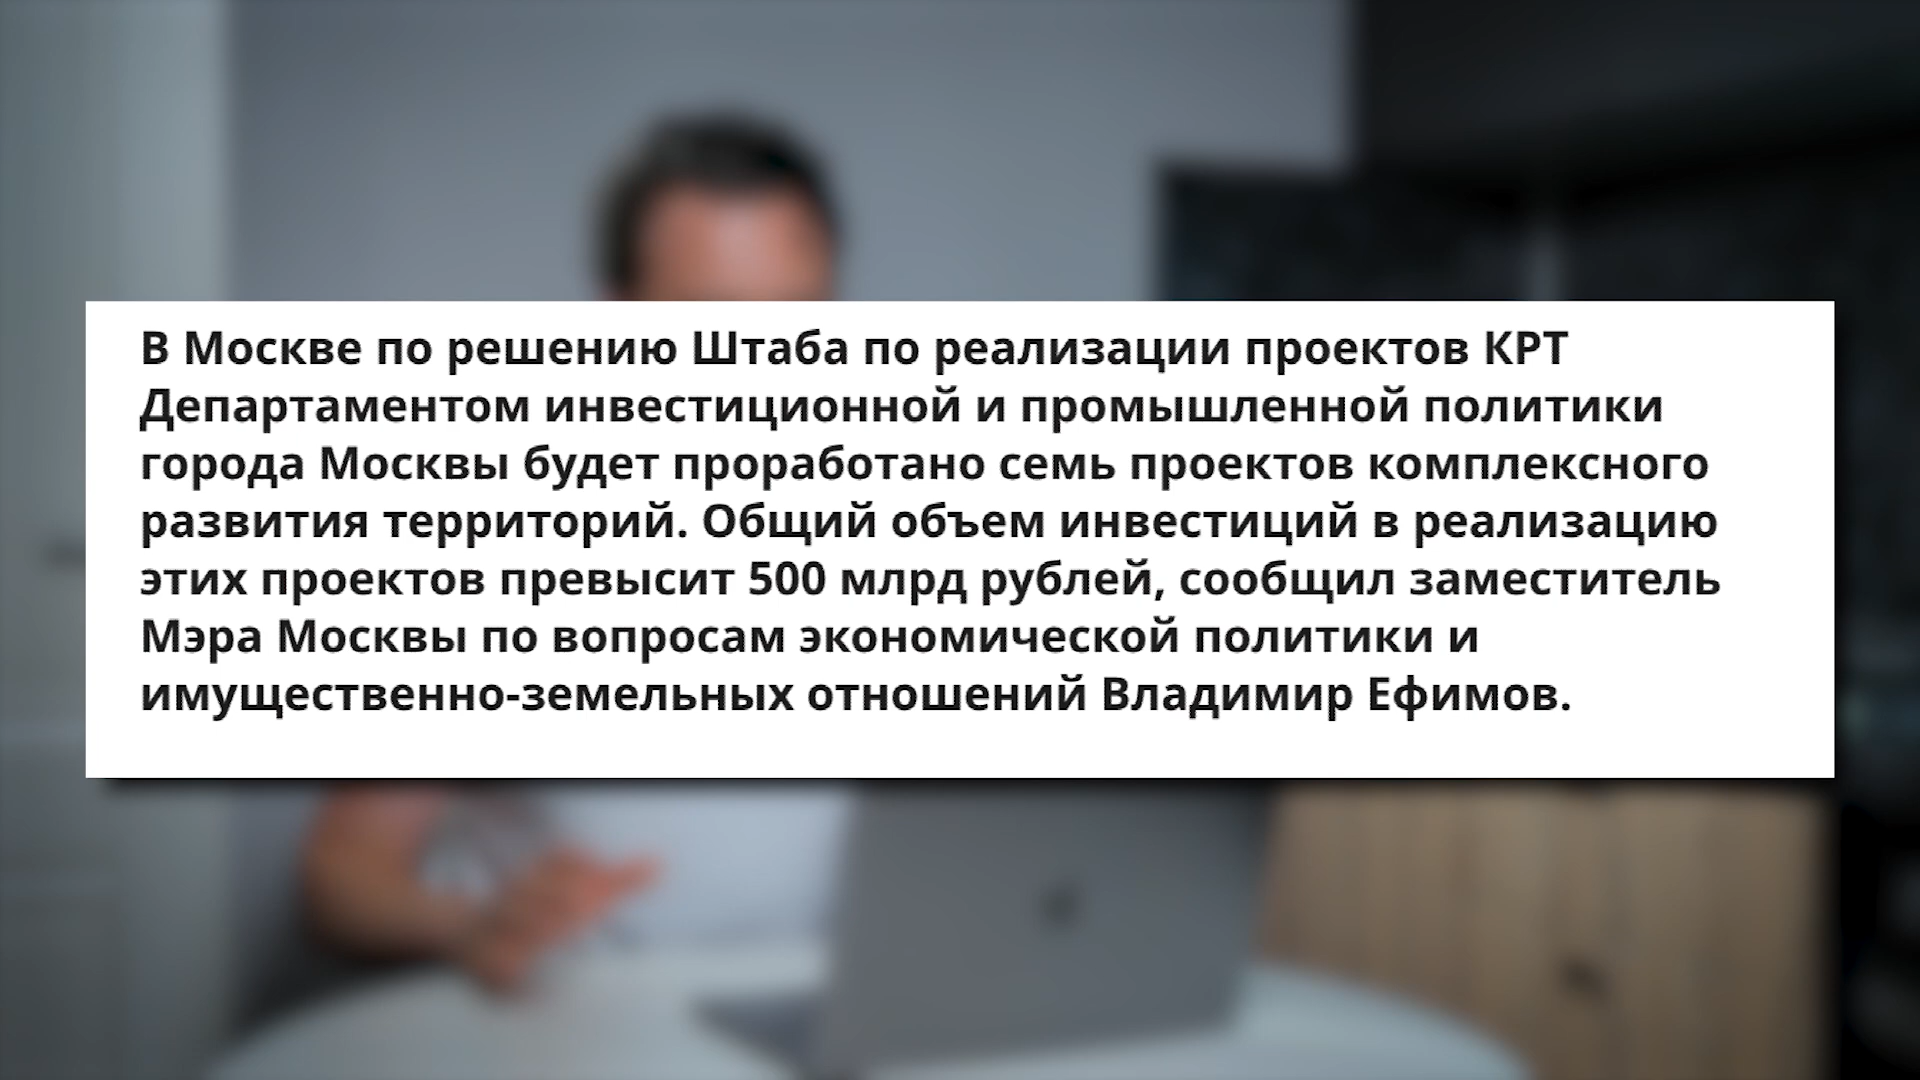 В Москве по решению Штаба по реализации проектов КРТ
Департаментом инвестиционной и промышленной политики
города Москвы будет проработано семь проектов комплексного
развития территорий. Общий объем инвестиций в реализацию
этих проектов превысит 500 млрд рублей, сообщил заместитель
Мэра Москвы по вопросам экономической политики и
имущественно-земельных отношений Владимир Ефимов.